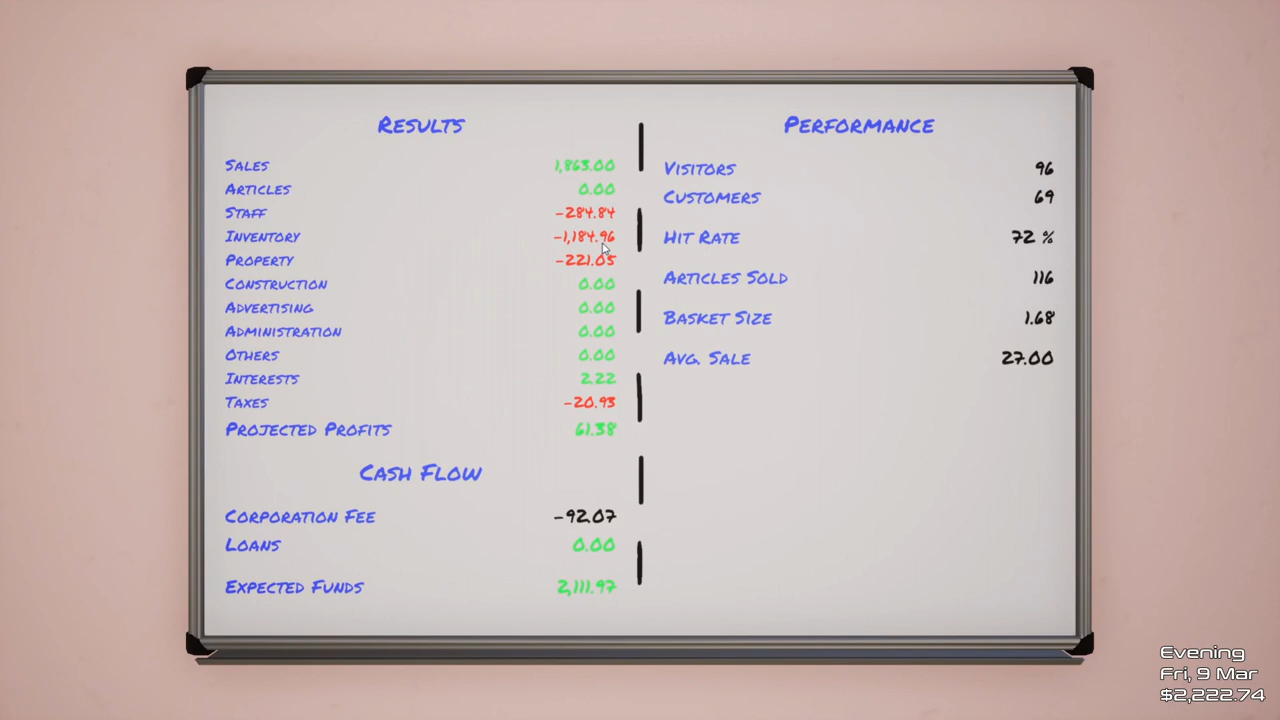 Results
Sales 1,863.00
Articles 0.00
Staff -284.84
Inventory -1,184.96
Property -221.05
Construction 0.00
Advertising 0.00
Administration 0.00
Others 0.00
Interests 2.22
Taxes -20.93
Projected Profits 61.38
Cash Flow
Corporation Fee -92.07
Loans 0.00
Expected Funds 2,111.97
Performance
Visitors 96
Customers 69
Hit Rate 72 %
Articles Sold 116
Basket Size 1.68
Avg. Sale 27.00
Evening
Fri, 9 Mar
$2,222.74